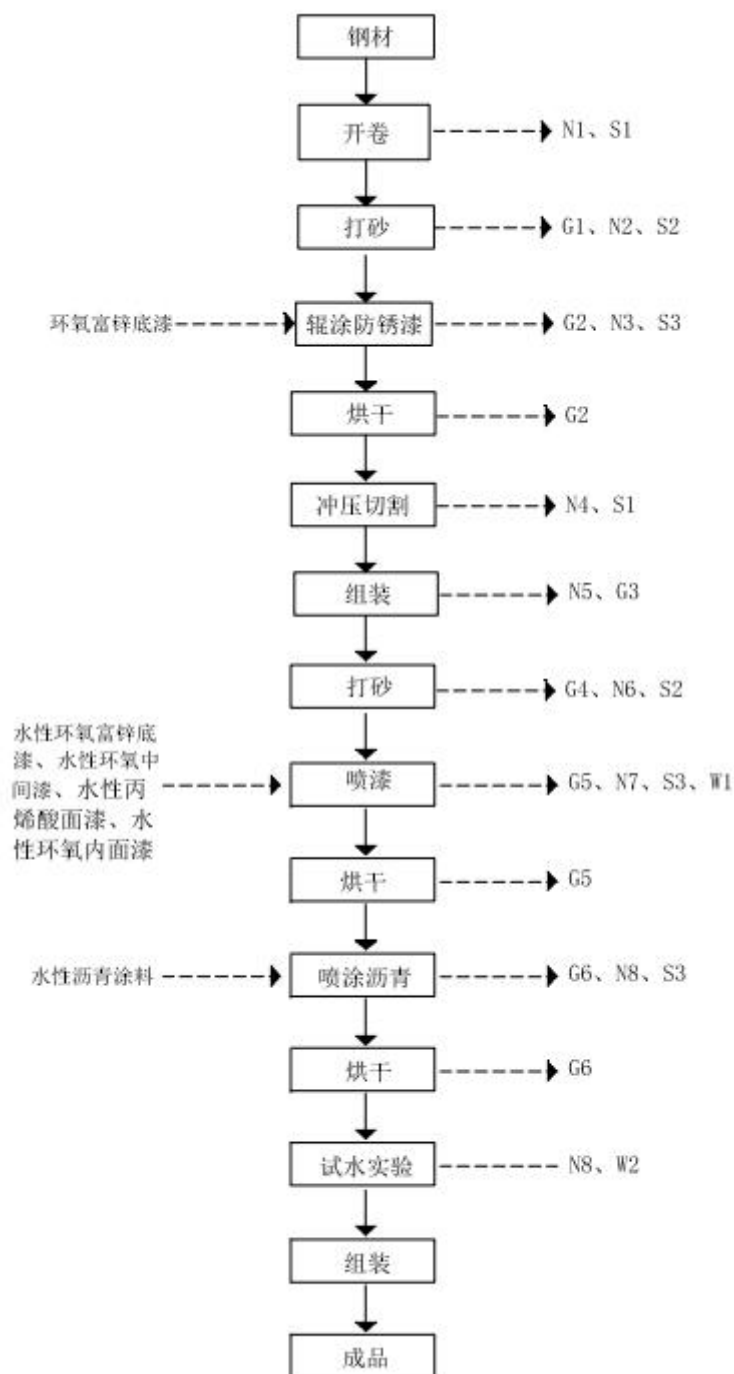 钢材
开卷
N1、S1
打砂
G1、N2、S2
环氧富锌底漆
辊涂防锈漆
G2、N3、S3
烘干
G2
冲压切割
N4、S1
组装
N5、G3
打砂
G4、N6、S2
水性环氧富锌底
漆、水性环氧中
间漆、水性丙
烯酸面漆、水
性环氧内面漆
喷漆
G5、N7、S3、W1
烘干
G5
水性沥青涂料
喷涂沥青
G6、N8、S3
烘干
G6
试水实验
N8、W2
组装
成品